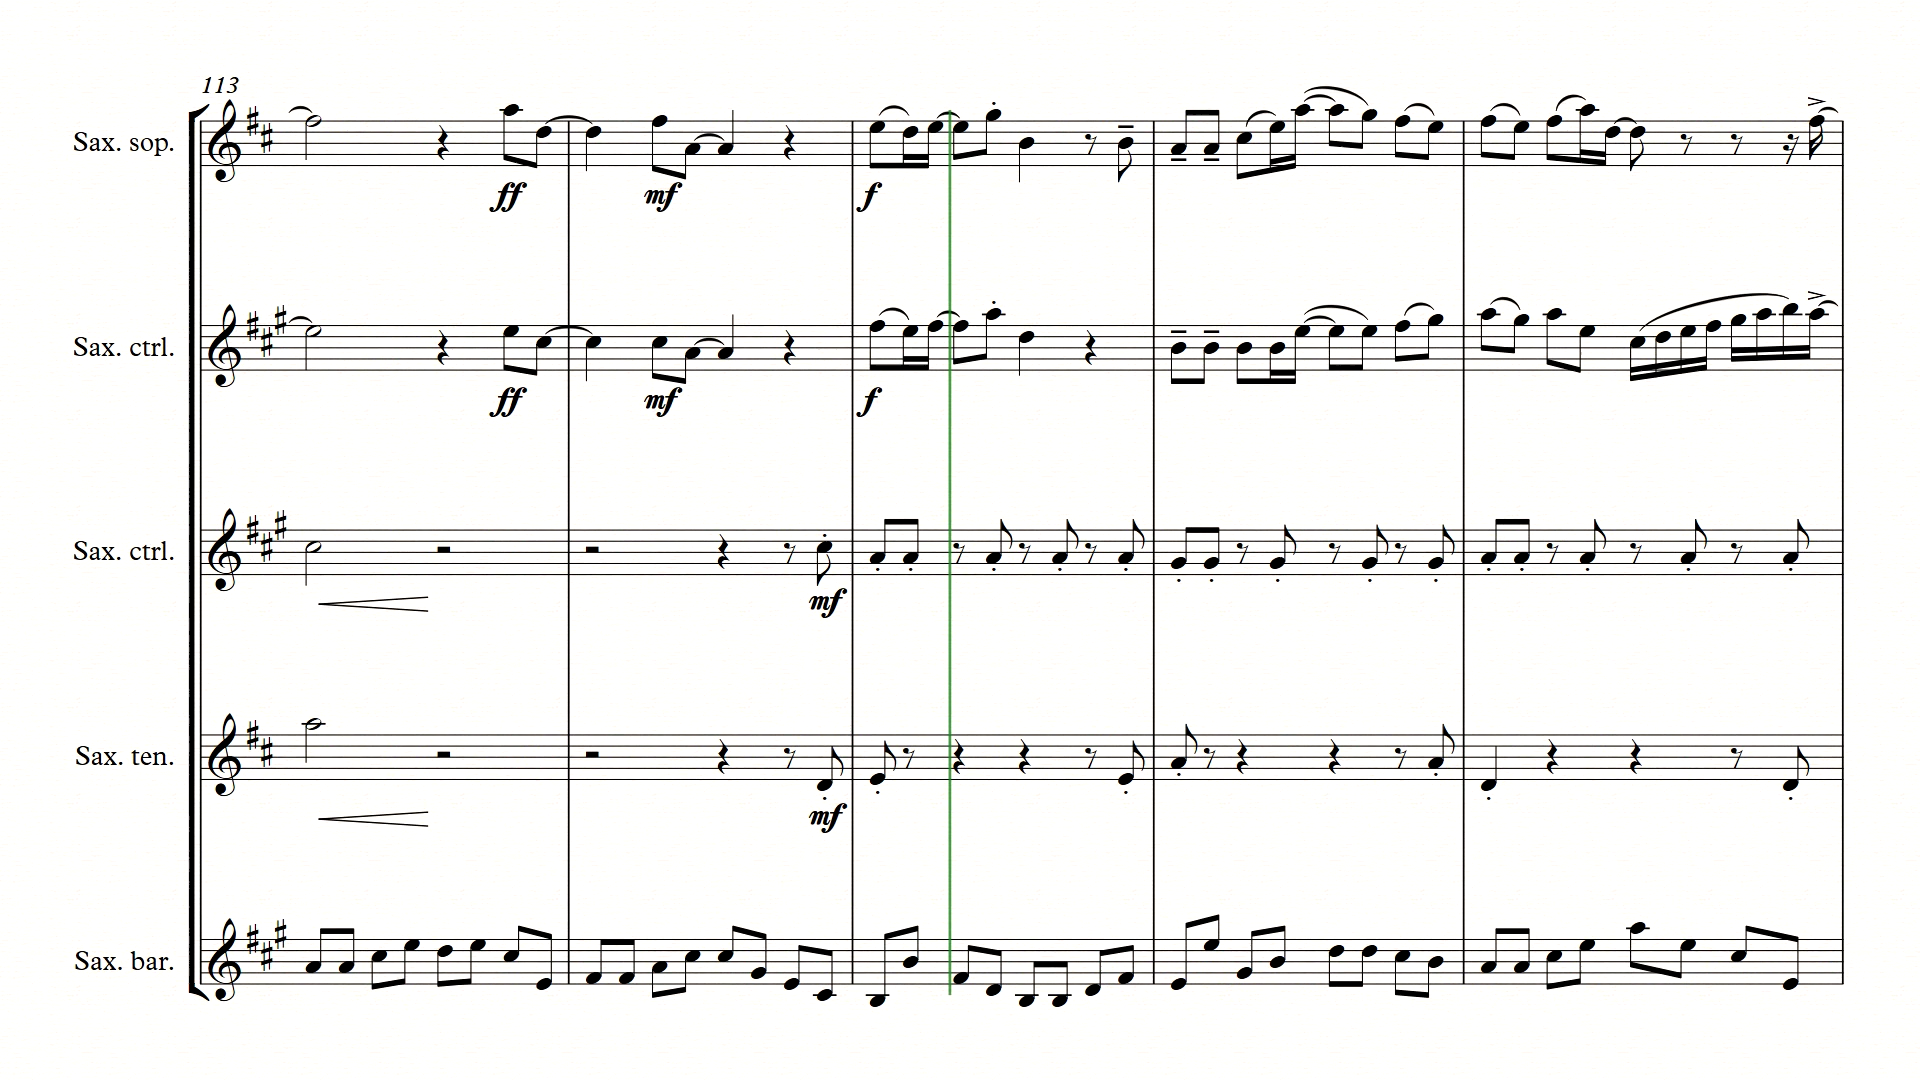 113
Sax. sop.
ff mf f
Sax. ctrl.
ff mf f
Sax. ctrl.
mf
Sax. ten.
mf
Sax. bar.